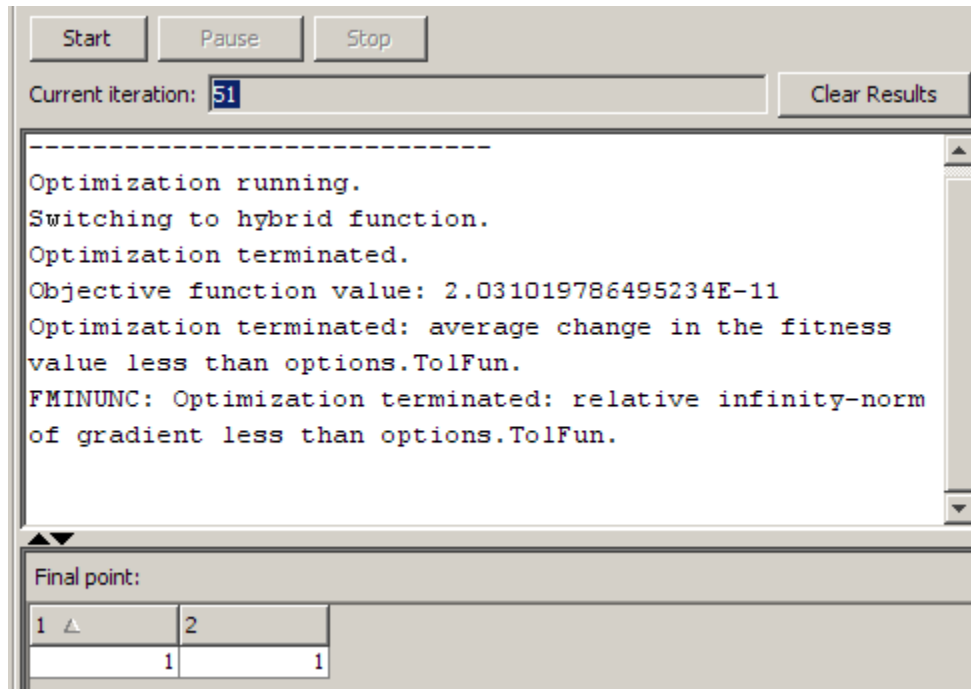 Start Pause Stop
Current iteration: 51 Clear Results
-----------------------------
Optimization running.
Switching to hybrid function.
Optimization terminated.
Objective function value: 2.031019786495234E-11
Optimization terminated: average change in the fitness
value less than options.TolFun.
FMINUNC: Optimization terminated: relative infinity-norm
of gradient less than options.TolFun.
Final point:
1 2
1 1